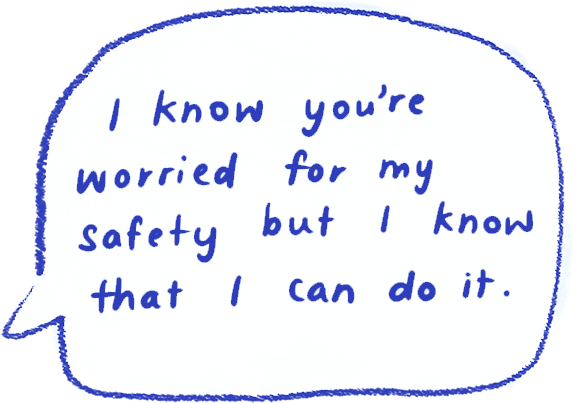 I know you're
worried for my
safety but I know
that I can do it.